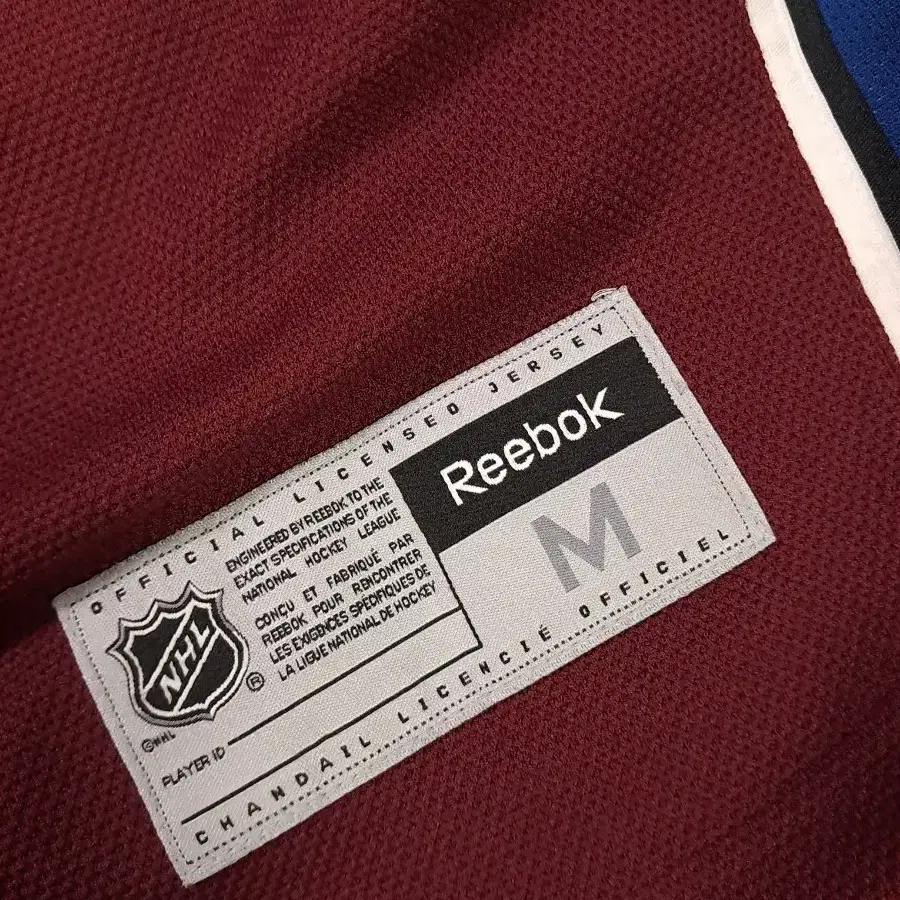 OFFICIAL LICENSED JERSEY
Reebok
M
ENGINEERED BY REEBOK TO THE
EXACT SPECIFICATIONS OF THE
NATIONAL HOCKEY LEAGUE
CONÇU ET FABRIQUÉ PAR
REEBOK POUR RENCONTRER
LES EXIGENCES SPÉCIFIQUES DE
LA LIGUE NATIONAL DE HOCKEY
NHL
®
©NHL
PLAYER ID
CHANDAIL LICENCIÉ OFFICIEL